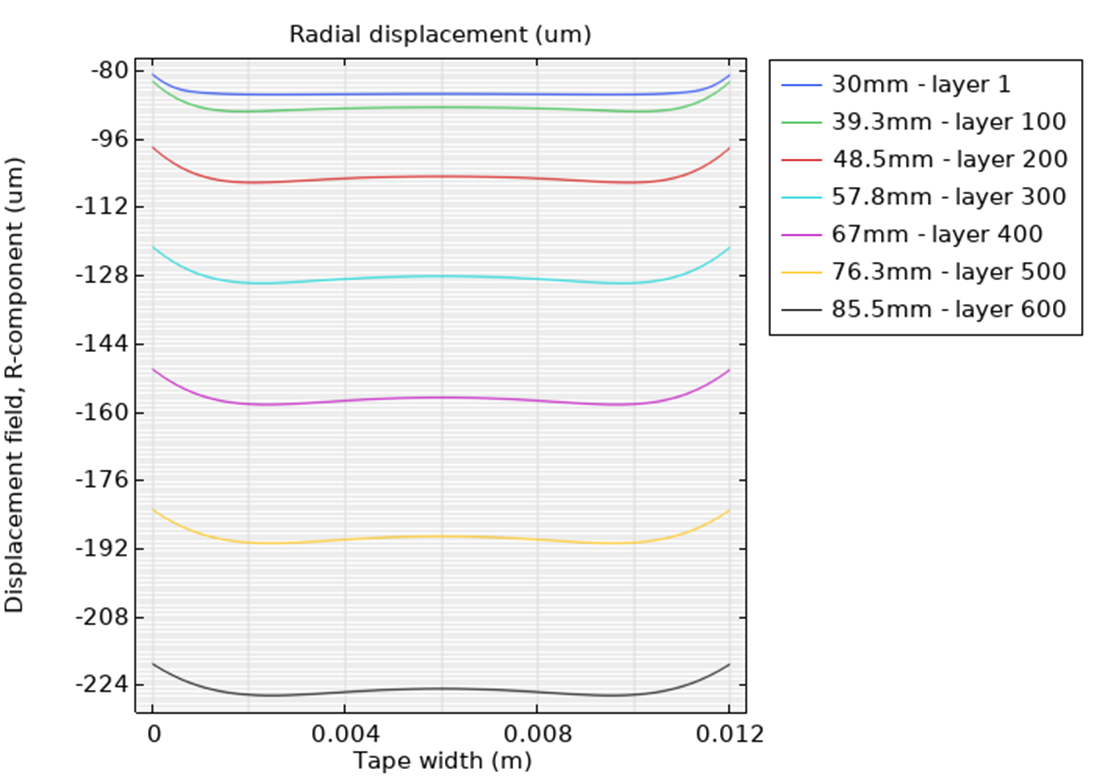 Radial displacement (um)
Displacement field, R-component (um)
-80
-96
-112
-128
-144
-160
-176
-192
-208
-224
0
0.004
0.008
0.012
Tape width (m)
30mm - layer 1
39.3mm - layer 100
48.5mm - layer 200
57.8mm - layer 300
67mm - layer 400
76.3mm - layer 500
85.5mm - layer 600